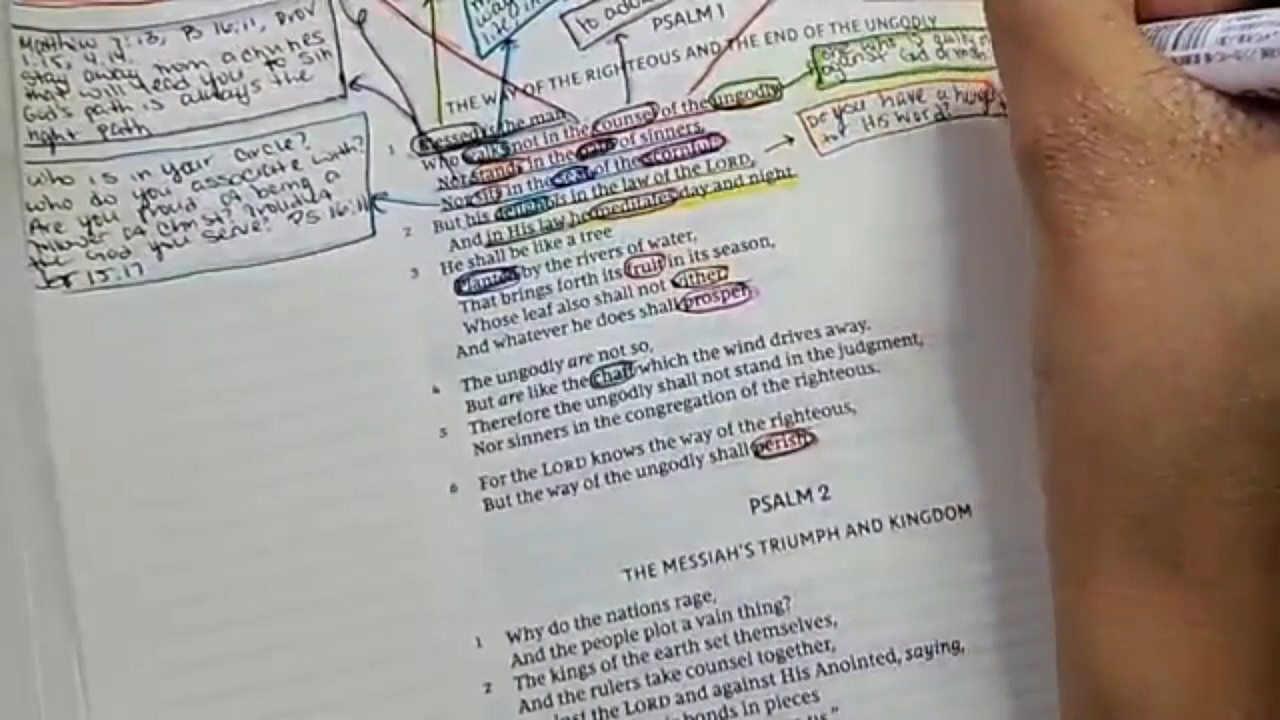 PSALM 1
THE WAY OF THE RIGHTEOUS AND THE END OF THE UNGODLY
Matthew 7:13, Ps 16:11, Prov
1:15, 4:14
stay away from
that will lead you to sin
God's path is always the
right path
who is in your circle?
who do you associate with?
Are you proud of being a
follower of Christ?
the God you serve? Ps 16:11
15:17
against God
Do you have a
His word?
1 Blessed is the man
Who walks not in the counsel of the ungodly
Nor stands in the path of sinners,
Nor sits in the seat of the scornful
2 But his delight is in the law of the LORD,
And in His law he meditates day and night
3 He shall be like a tree
Planted by the rivers of water,
That brings forth its fruit in its season,
Whose leaf also shall not wither
And whatever he does shall prosper.
4 The ungodly are not so,
But are like the chaff which the wind drives away.
5 Therefore the ungodly shall not stand in the judgment,
Nor sinners in the congregation of the righteous.
6 For the LORD knows the way of the righteous,
But the way of the ungodly shall perish.
PSALM 2
THE MESSIAH'S TRIUMPH AND KINGDOM
1 Why do the nations rage,
And the people plot a vain thing?
2 The kings of the earth set themselves,
And the rulers take counsel together,
the LORD and against His Anointed, saying,
bonds in pieces
us."